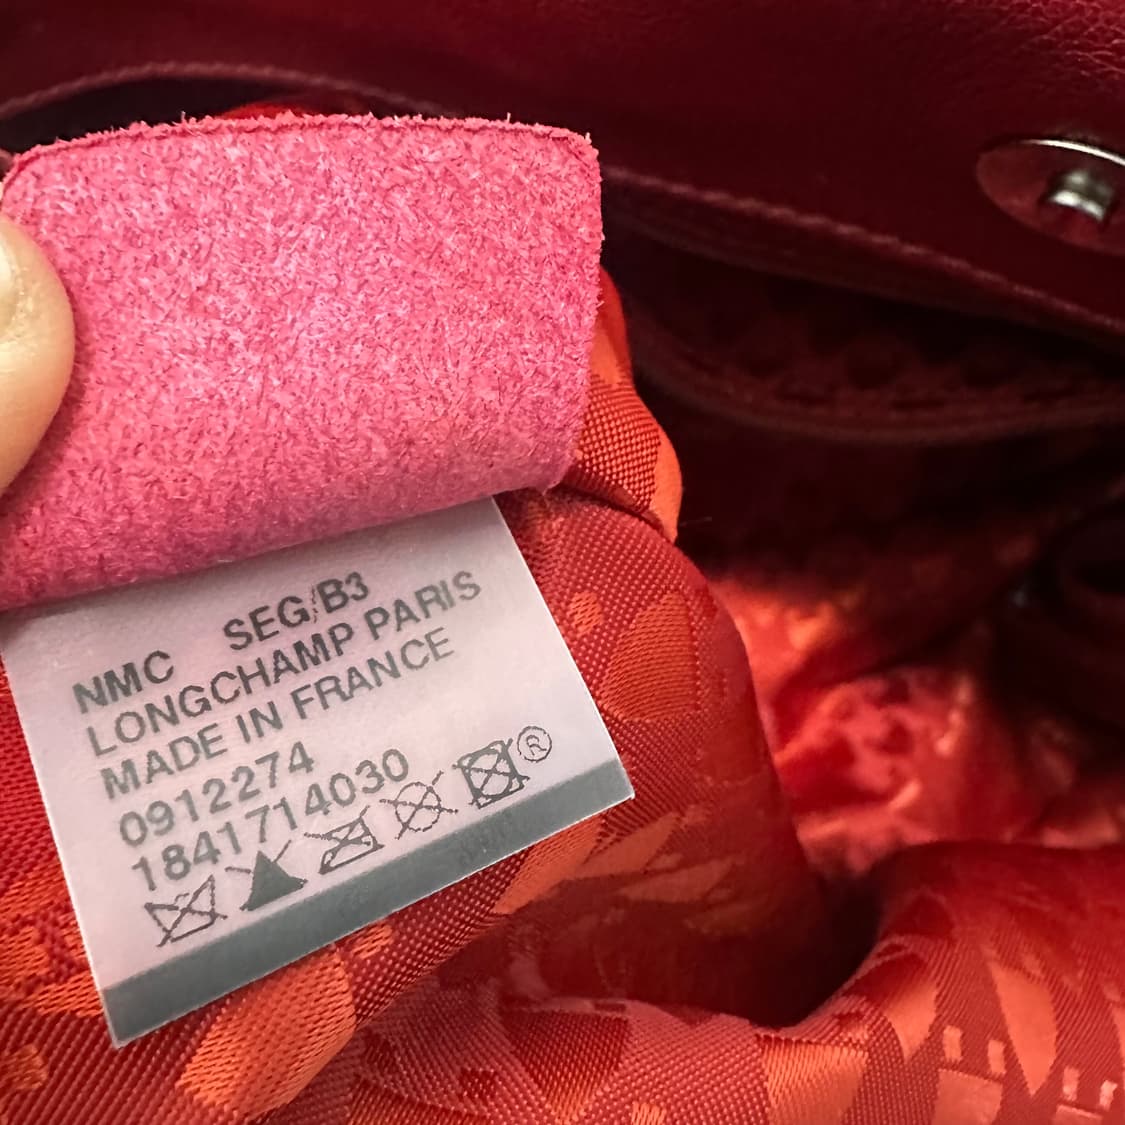 NMC SEG/B3
LONGCHAMP PARIS
MADE IN FRANCE
0912274
1841714030
®